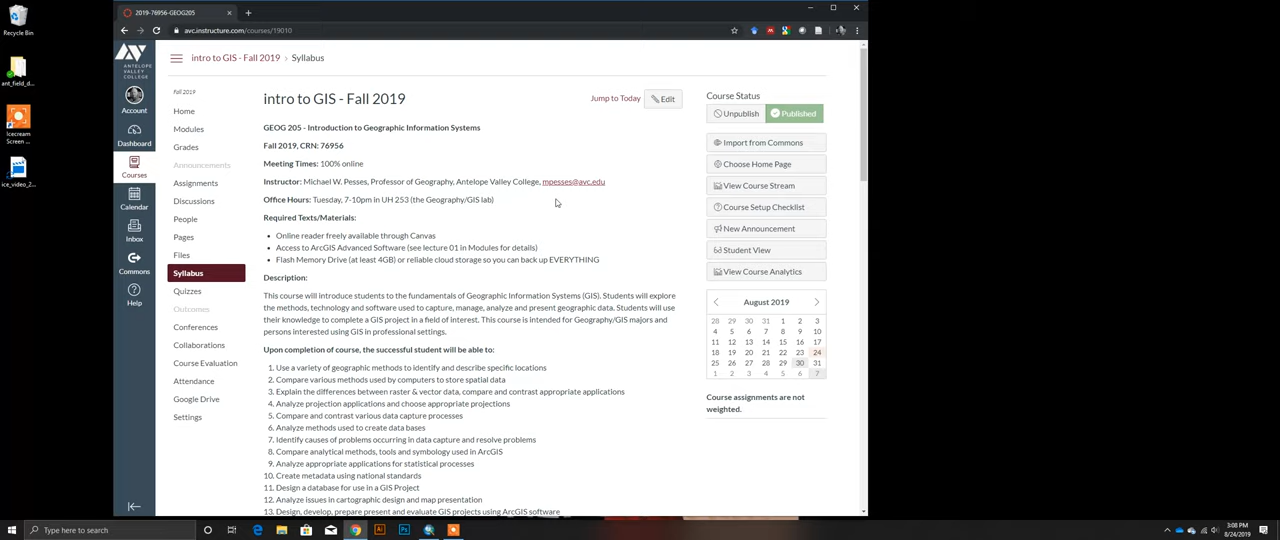 2019-76956-GEOG205
avc.instructure.com/courses/19010
Recycle Bin
ant_field_d...
Icecream
Screen ...
ice_video_2...
ANTELOPE
VALLEY
COLLEGE
Account
Dashboard
Courses
Calendar
Inbox
Commons
Help
intro to GIS - Fall 2019 › Syllabus
Fall 2019
Home
Modules
Grades
Announcements
Assignments
Discussions
People
Pages
Files
Syllabus
Quizzes
Outcomes
Conferences
Collaborations
Course Evaluation
Attendance
Google Drive
Settings
intro to GIS - Fall 2019
Jump to Today
Edit
GEOG 205 - Introduction to Geographic Information Systems
Fall 2019, CRN: 76956
Meeting Times: 100% online
Instructor: Michael W. Pesses, Professor of Geography, Antelope Valley College, mpesses@avc.edu
Office Hours: Tuesday, 7-10pm in UH 253 (the Geography/GIS lab)
Required Texts/Materials:
• Online reader freely available through Canvas
• Access to ArcGIS Advanced Software (see lecture 01 in Modules for details)
• Flash Memory Drive (at least 4GB) or reliable cloud storage so you can back up EVERYTHING
Description:
This course will introduce students to the fundamentals of Geographic Information Systems (GIS). Students will explore
the methods, technology and software used to capture, manage, analyze and present geographic data. Students will use
their knowledge to complete a GIS project in a field of interest. This course is intended for Geography/GIS majors and
persons interested using GIS in professional settings.
Upon completion of course, the successful student will be able to:
1. Use a variety of geographic methods to identify and describe specific locations
2. Compare various methods used by computers to store spatial data
3. Explain the differences between raster & vector data, compare and contrast appropriate applications
4. Analyze projection applications and choose appropriate projections
5. Compare and contrast various data capture processes
6. Analyze methods used to create data bases
7. Identify causes of problems occurring in data capture and resolve problems
8. Compare analytical methods, tools and symbology used in ArcGIS
9. Analyze appropriate applications for statistical processes
10. Create metadata using national standards
11. Design a database for use in a GIS Project
12. Analyze issues in cartographic design and map presentation
13. Design, develop, prepare present and evaluate GIS projects using ArcGIS software
Course Status
Unpublish
Published
Import from Commons
Choose Home Page
View Course Stream
Course Setup Checklist
New Announcement
Student View
View Course Analytics
August 2019
28 29 30 31 1 2 3
4 5 6 7 8 9 10
11 12 13 14 15 16 17
18 19 20 21 22 23 24
25 26 27 28 29 30 31
1 2 3 4 5 6 7
Course assignments are not
weighted.
Type here to search
3:08 PM
8/24/2019